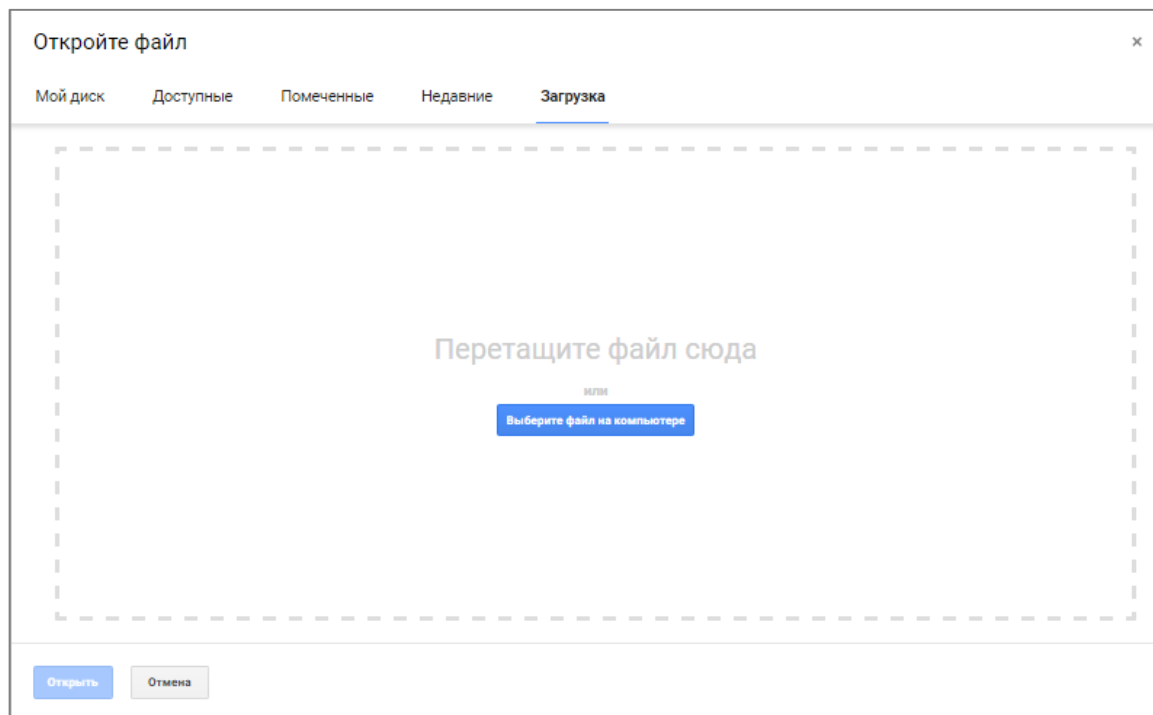 Откройте файл
×
Мой диск Доступные Помеченные Недавние Загрузка
Перетащите файл сюда
или
Выберите файл на компьютере
Открыть Отмена